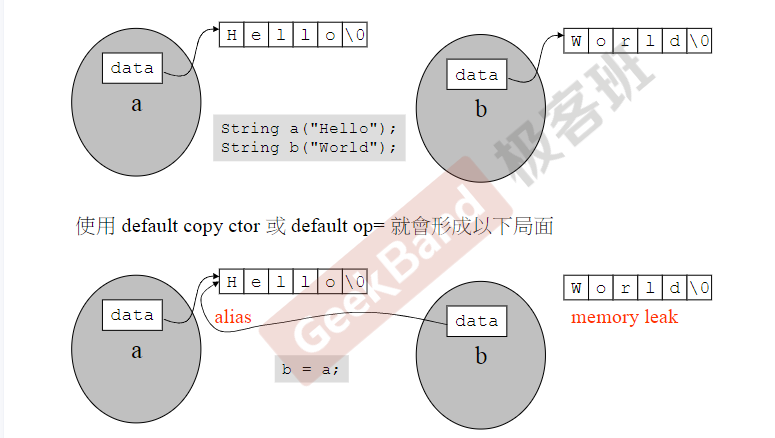 H e l l o \0
W o r l d \0
data
data
a
b
String a("Hello");
String b("World");
GeekBand 极客班
使用 default copy ctor 或 default op= 就會形成以下局面
H e l l o \0
W o r l d \0
data
alias
data
memory leak
a
b
b = a;